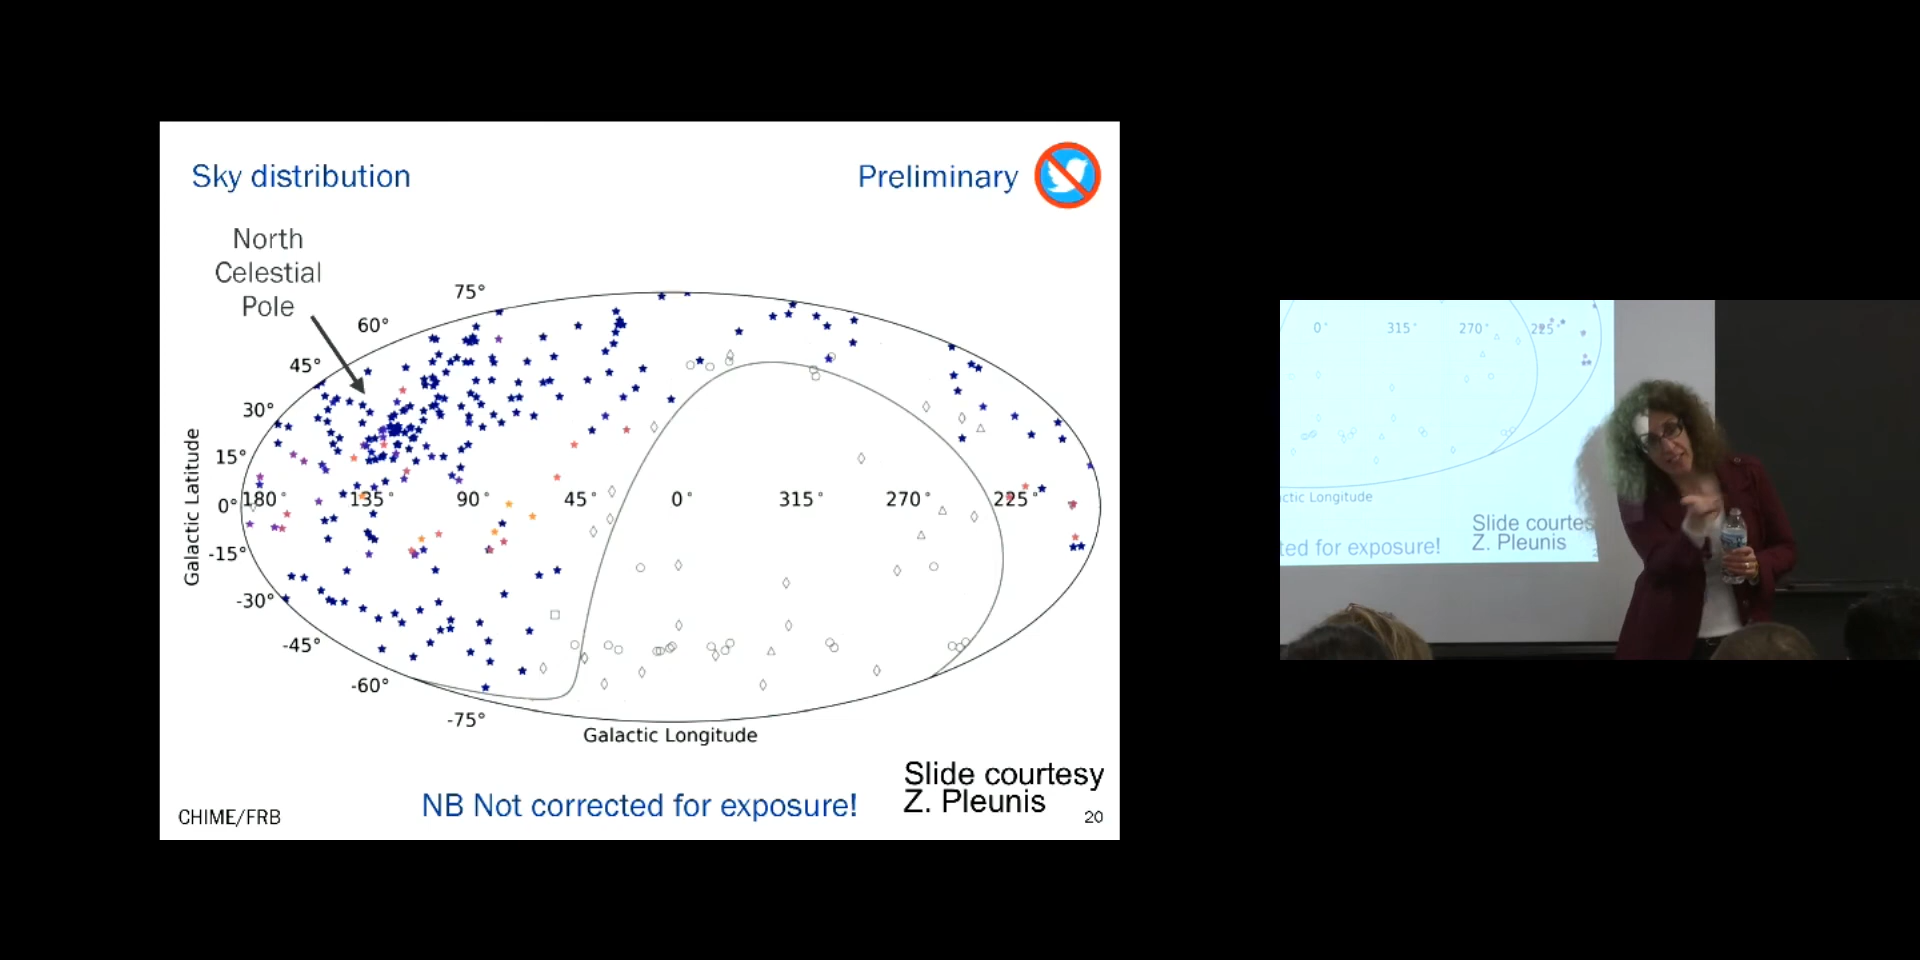 Sky distribution
Preliminary
North
Celestial
Pole
75°
60°
45°
30°
15°
0°
-15°
-30°
-45°
-60°
-75°
Galactic Latitude
180° 135° 90° 45° 0° 315° 270° 225°
Galactic Longitude
Slide courtesy
Z. Pleunis
NB Not corrected for exposure!
CHIME/FRB
20
0° 315° 270° 225°
ctic Longitude
Slide courtes
Z. Pleunis
ted for exposure!